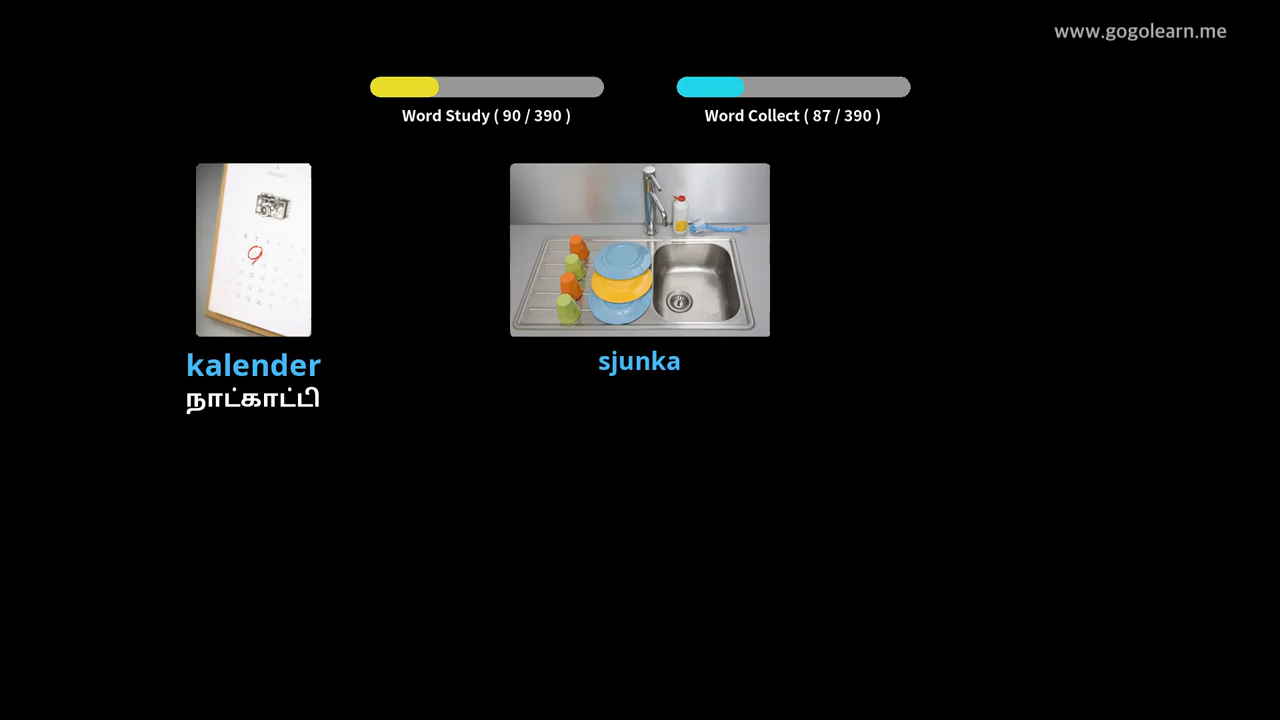 www.gogolearn.me
Word Study ( 90 / 390 )
Word Collect ( 87 / 390 )
kalender
நாட்காட்டி
sjunka